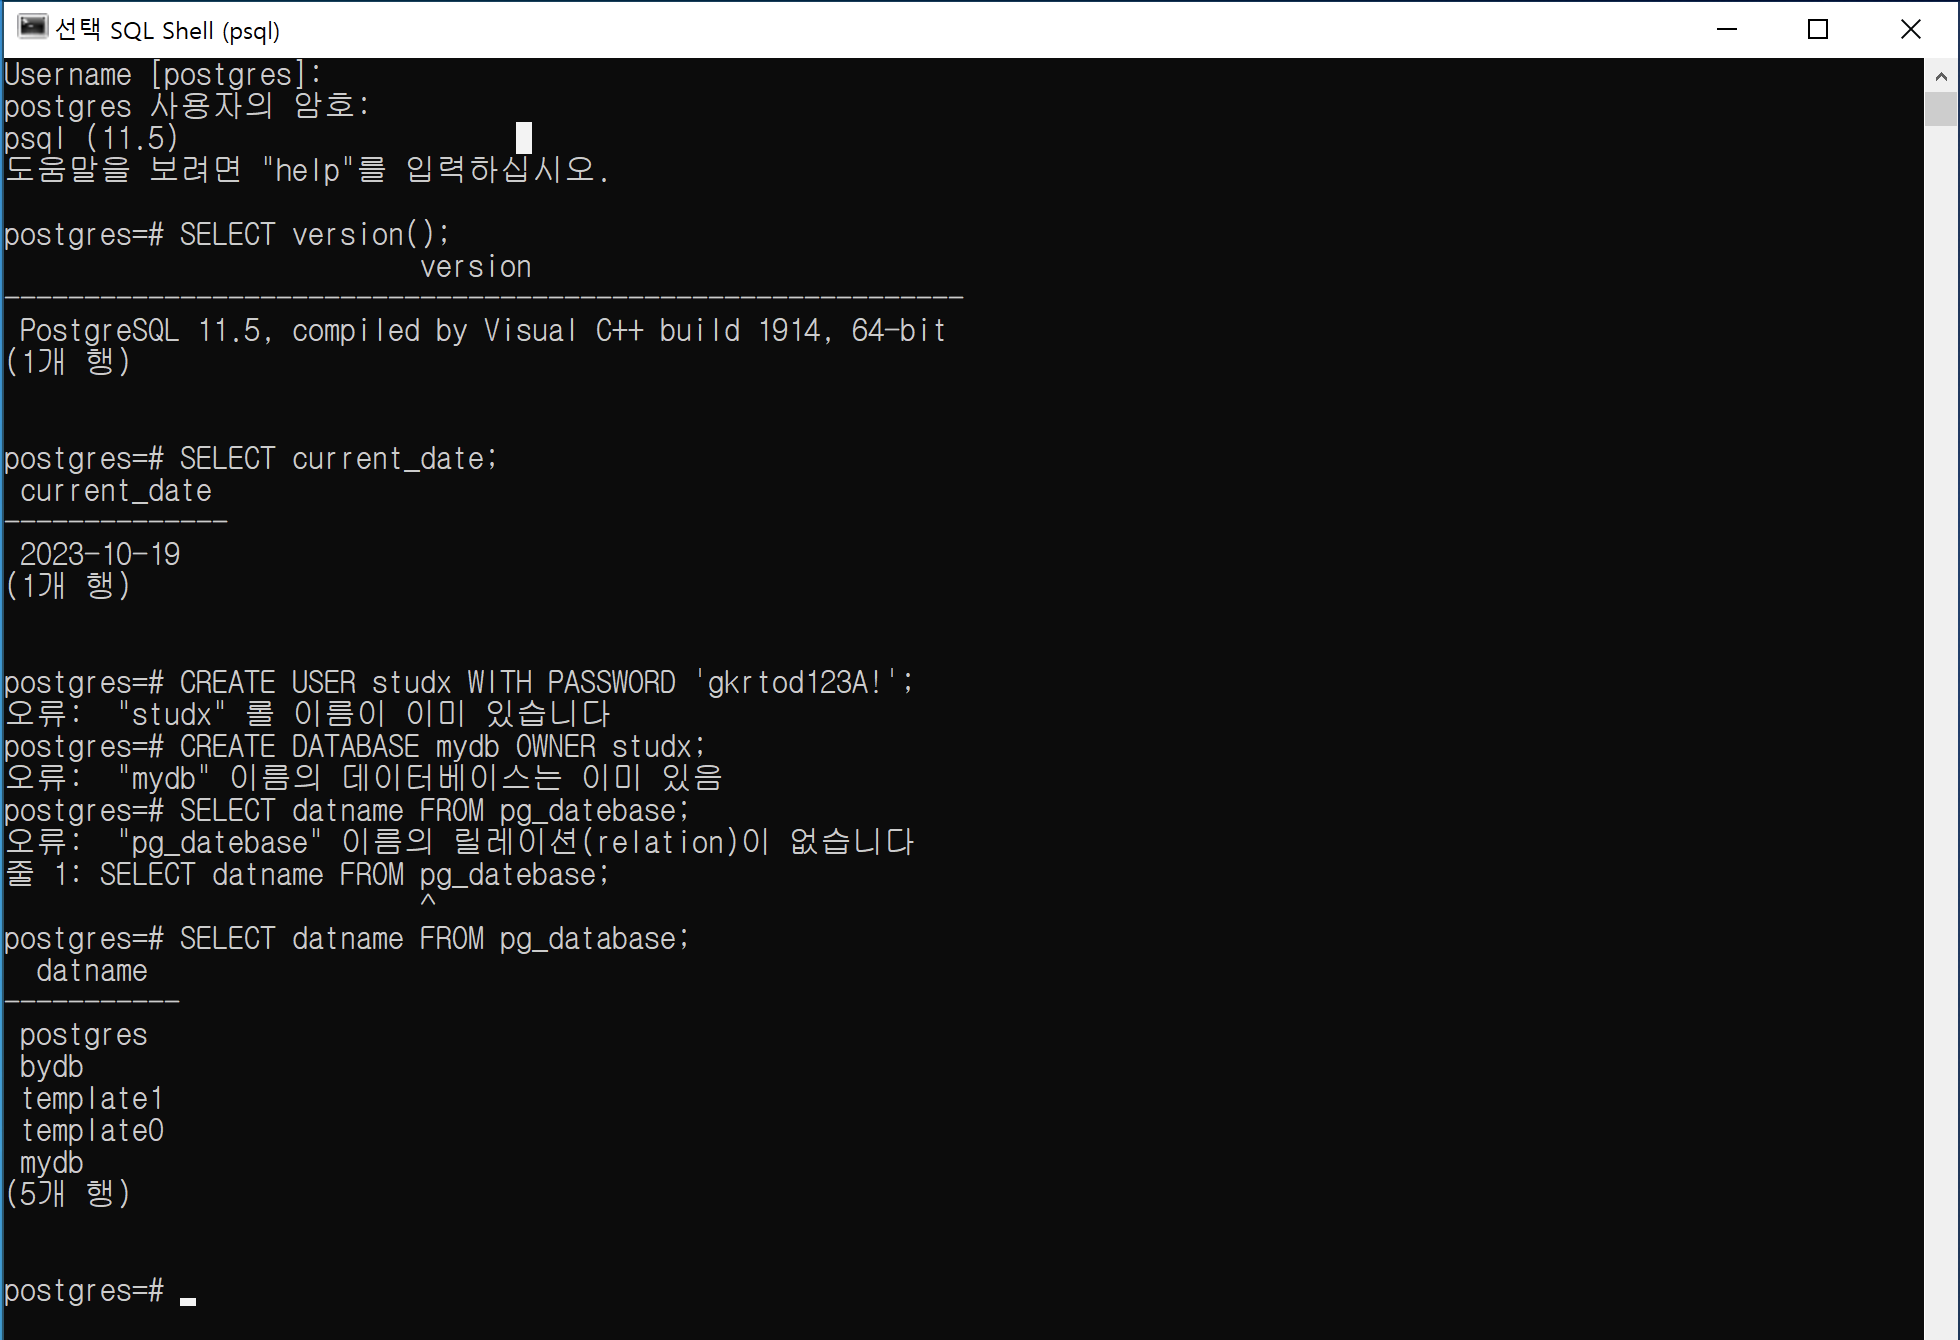 선택 SQL Shell (psql)
Username [postgres]:
postgres 사용자의 암호:
psql (11.5)
도움말을 보려면 "help"를 입력하십시오.
postgres=# SELECT version();
version
------------------------------------------------------------
PostgreSQL 11.5, compiled by Visual C++ build 1914, 64-bit
(1개 행)
postgres=# SELECT current_date;
current_date
--------------
2023-10-19
(1개 행)
postgres=# CREATE USER studx WITH PASSWORD 'gkrtod123A!';
오류:  "studx" 롤 이름이 이미 있습니다
postgres=# CREATE DATABASE mydb OWNER studx;
오류:  "mydb" 이름의 데이터베이스는 이미 있음
postgres=# SELECT datname FROM pg_datebase;
오류:  "pg_datebase" 이름의 릴레이션(relation)이 없습니다
줄 1: SELECT datname FROM pg_datebase;
^
postgres=# SELECT datname FROM pg_database;
datname
-----------
postgres
bydb
template1
template0
mydb
(5개 행)
postgres=#